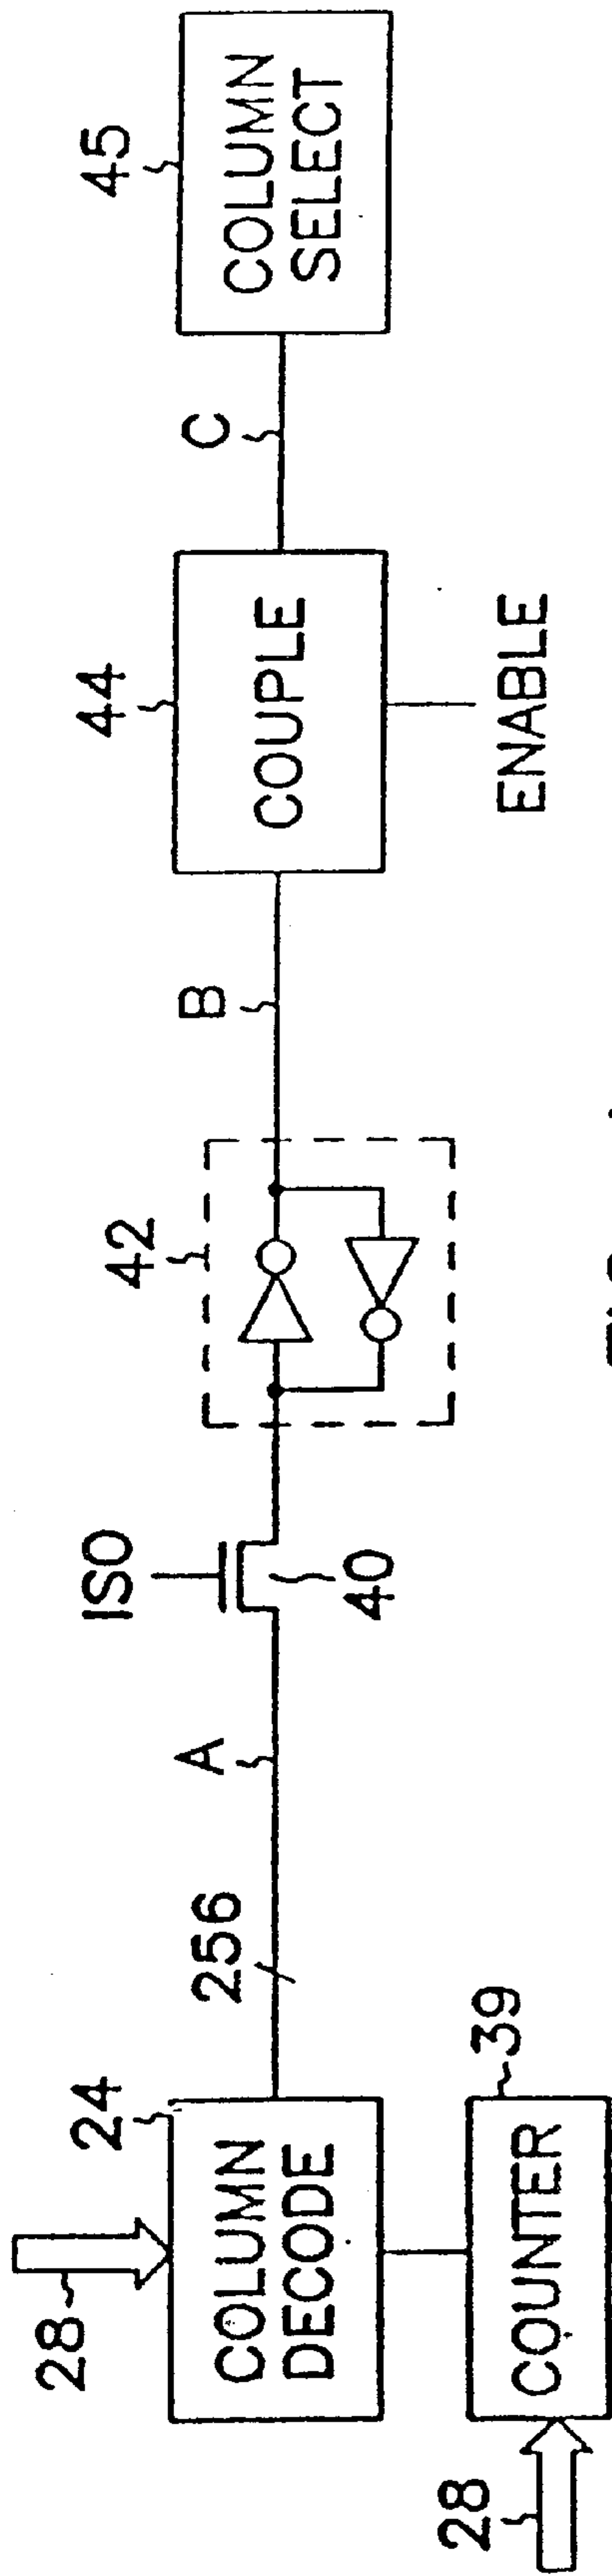 28
24
COLUMN
DECODE
28
39
COUNTER
256
A
ISO
40
42
B
44
COUPLE
ENABLE
C
45
COLUMN
SELECT